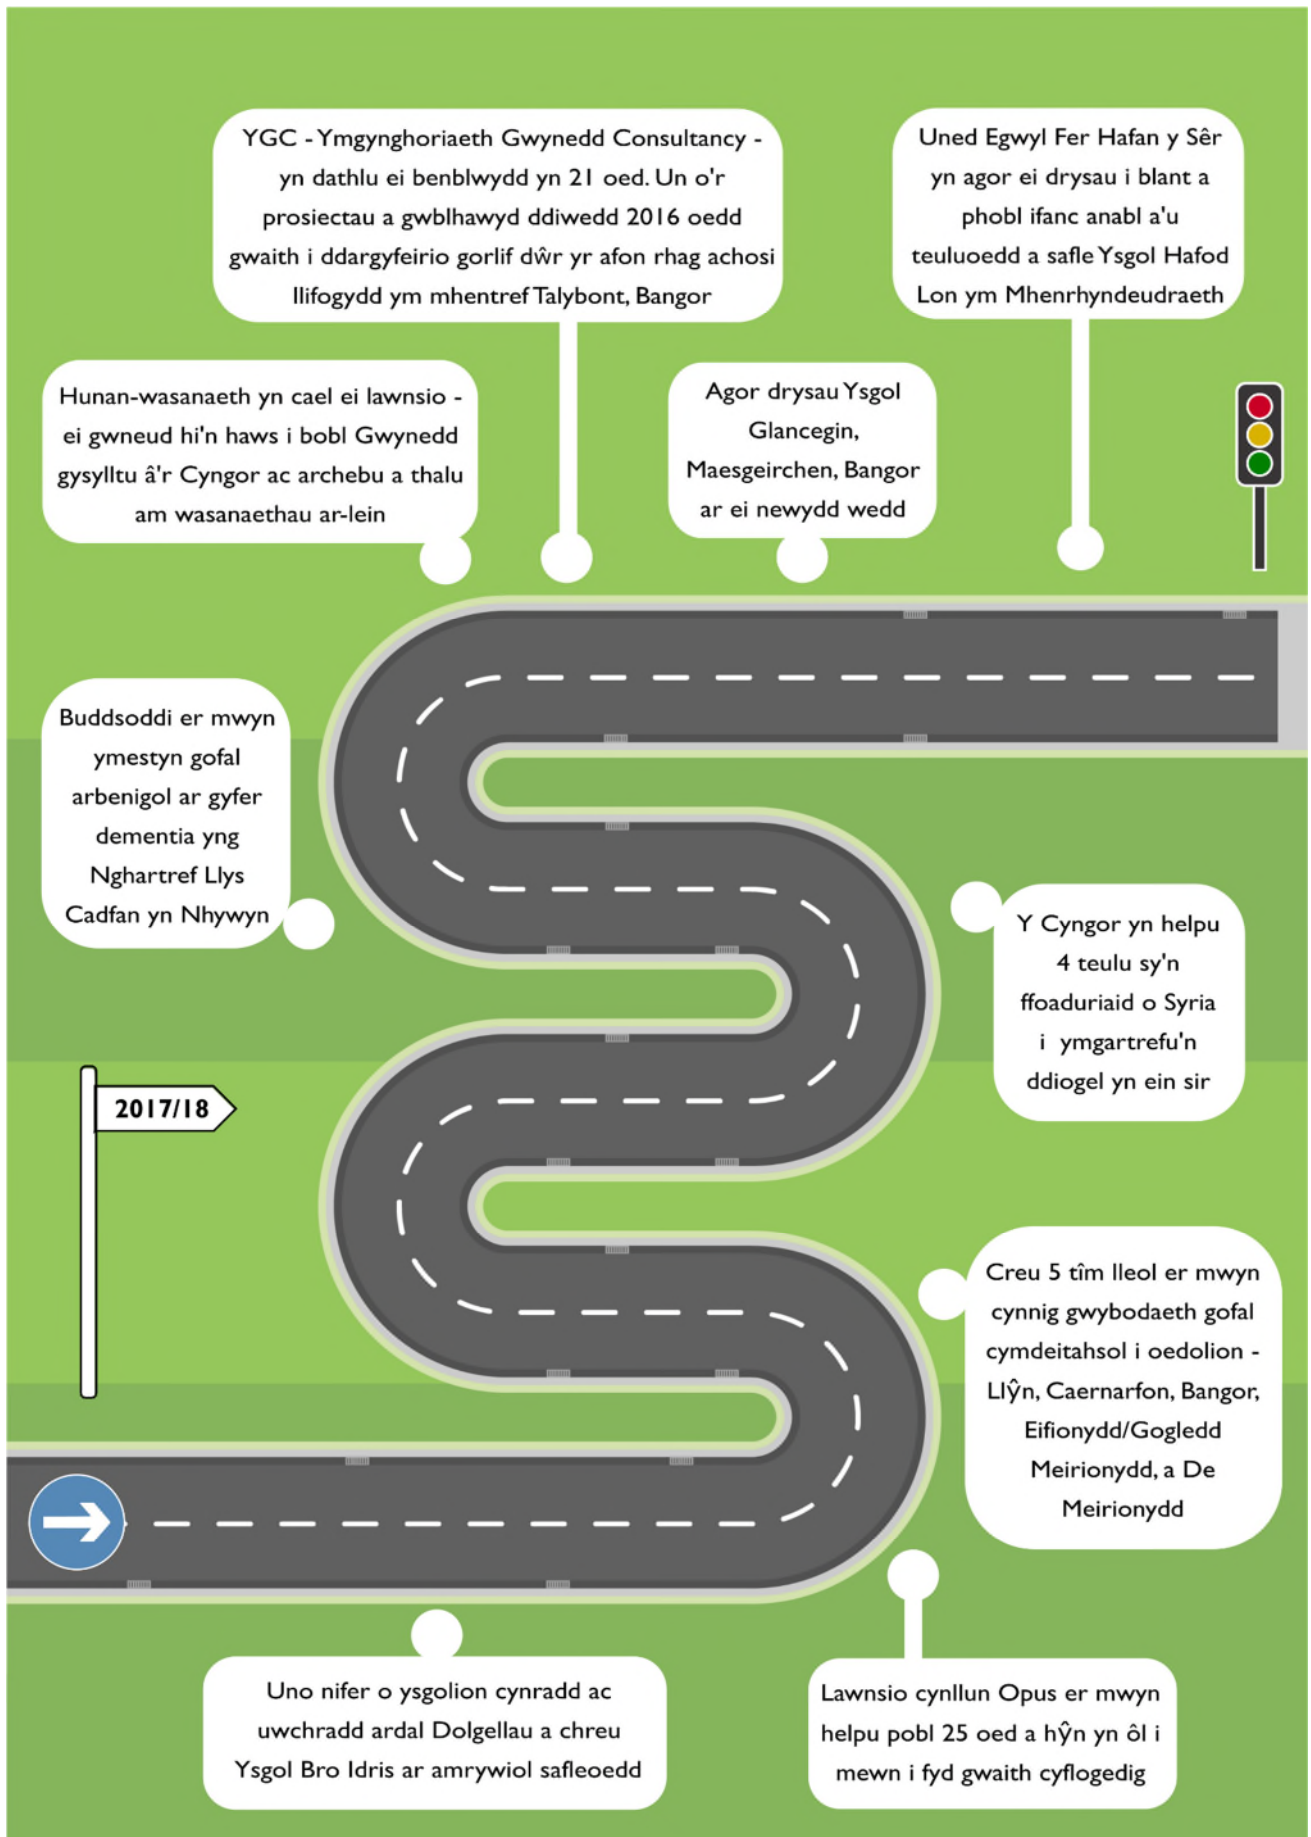 YGC - Ymgynghoriaeth Gwynedd Consultancy -
yn dathlu ei benblwydd yn 21 oed. Un o'r
prosiectau a gwblhawyd ddiwedd 2016 oedd
gwaith i ddargyfeirio gorlif dŵr yr afon rhag achosi
llifogydd ym mhentref Talybont, Bangor
Uned Egwyl Fer Hafan y Sêr
yn agor ei drysau i blant a
phobl ifanc anabl a'u
teuluoedd a safle Ysgol Hafod
Lon ym Mhenrhyndeudraeth
Hunan-wasanaeth yn cael ei lawnsio -
ei gwneud hi'n haws i bobl Gwynedd
gysylltu â'r Cyngor ac archebu a thalu
am wasanaethau ar-lein
Agor drysau Ysgol
Glancegin,
Maesgeirchen, Bangor
ar ei newydd wedd
Buddsoddi er mwyn
ymestyn gofal
arbenigol ar gyfer
dementia yng
Nghartref Llys
Cadfan yn Nhywyn
Y Cyngor yn helpu
4 teulu sy'n
ffoaduriaid o Syria
i ymgartrefu'n
ddiogel yn ein sir
2017/18
Creu 5 tîm lleol er mwyn
cynnig gwybodaeth gofal
cymdeitahsol i oedolion -
Llŷn, Caernarfon, Bangor,
Eifionydd/Gogledd
Meirionydd, a De
Meirionydd
Uno nifer o ysgolion cynradd ac
uwchradd ardal Dolgellau a chreu
Ysgol Bro Idris ar amrywiol safleoedd
Lawnsio cynllun Opus er mwyn
helpu pobl 25 oed a hŷn yn ôl i
mewn i fyd gwaith cyflogedig